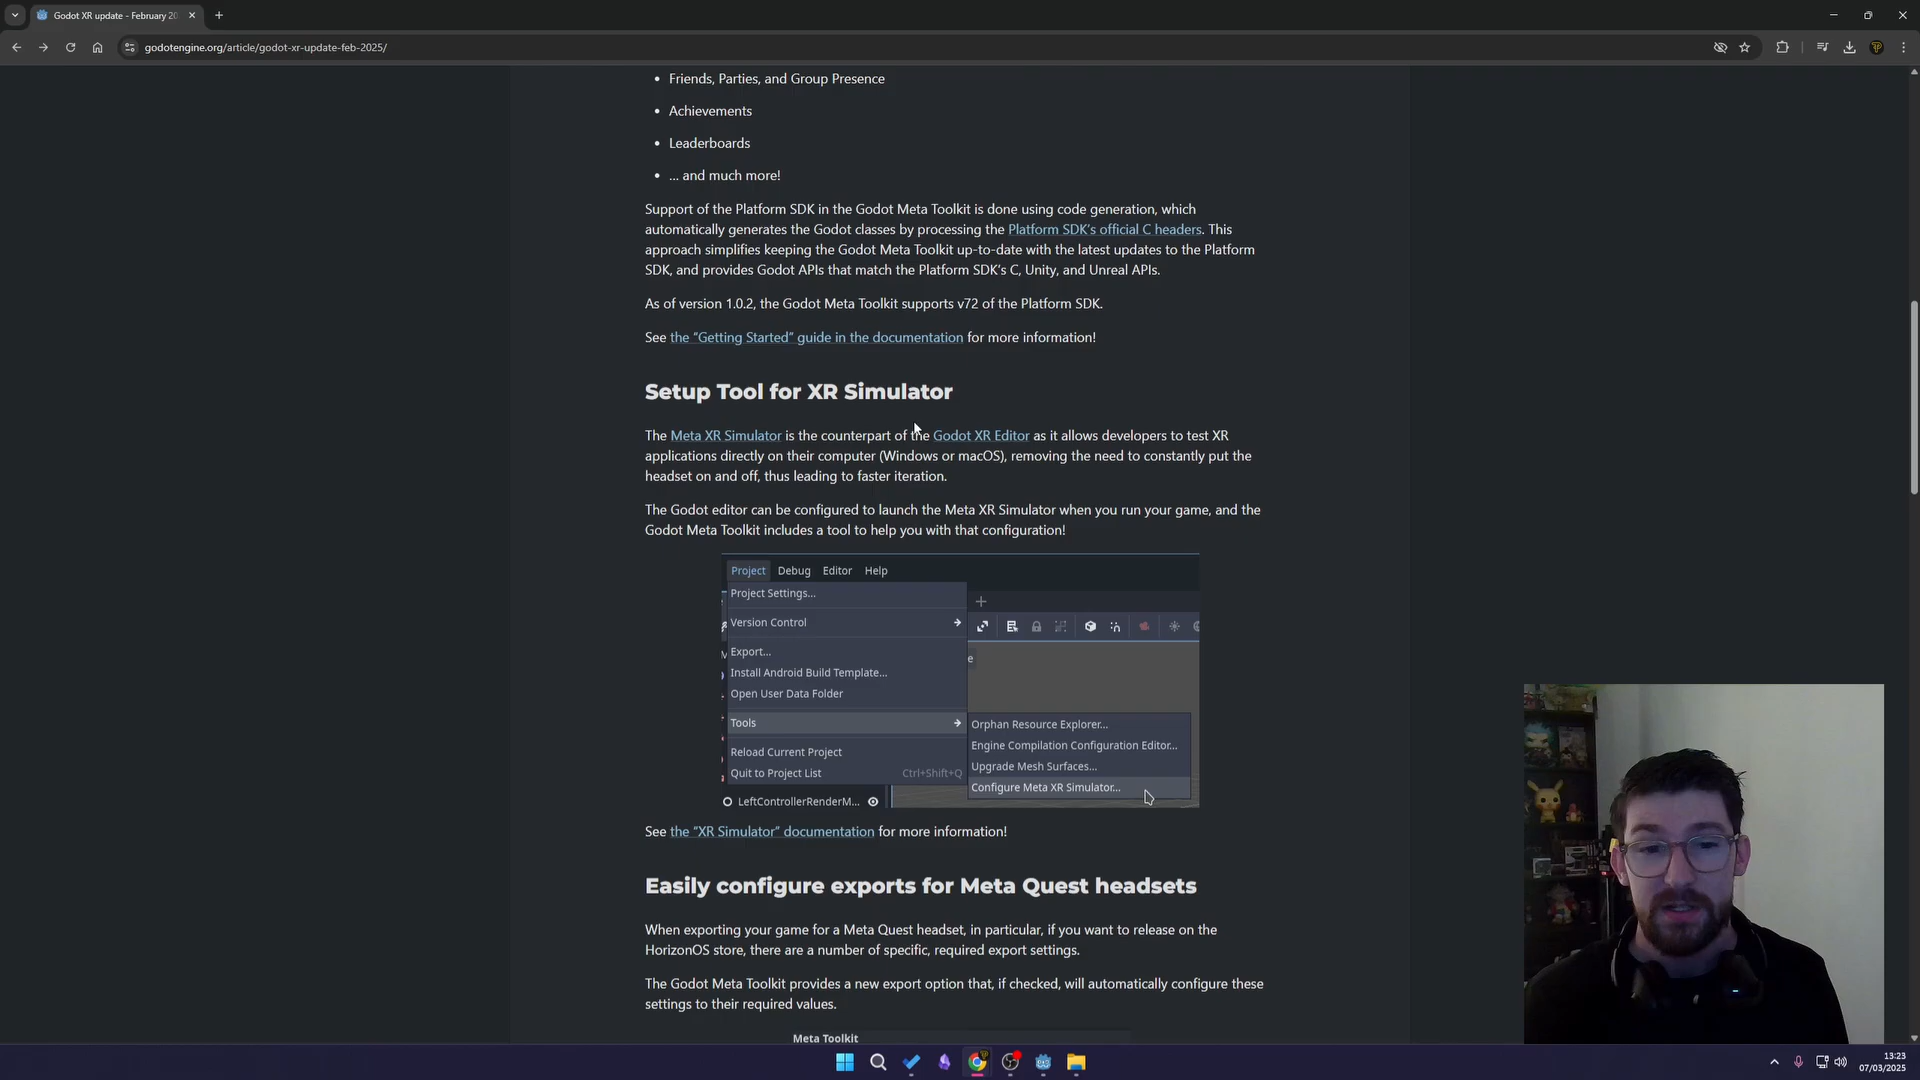 Godot XR update - February 20
godotengine.org/article/godot-xr-update-feb-2025/
• Friends, Parties, and Group Presence
• Achievements
• Leaderboards
• … and much more!
Support of the Platform SDK in the Godot Meta Toolkit is done using code generation, which
automatically generates the Godot classes by processing the Platform SDK’s official C headers. This
approach simplifies keeping the Godot Meta Toolkit up-to-date with the latest updates to the Platform
SDK, and provides Godot APIs that match the Platform SDK’s C, Unity, and Unreal APIs.
As of version 1.0.2, the Godot Meta Toolkit supports v72 of the Platform SDK.
See the “Getting Started” guide in the documentation for more information!
Setup Tool for XR Simulator
The Meta XR Simulator is the counterpart of the Godot XR Editor as it allows developers to test XR
applications directly on their computer (Windows or macOS), removing the need to constantly put the
headset on and off, thus leading to faster iteration.
The Godot editor can be configured to launch the Meta XR Simulator when you run your game, and the
Godot Meta Toolkit includes a tool to help you with that configuration!
Project Debug Editor Help
Project Settings...
Version Control
Export...
Install Android Build Template...
Open User Data Folder
Tools
Reload Current Project
Quit to Project List Ctrl+Shift+Q
LeftControllerRenderM...
Orphan Resource Explorer...
Engine Compilation Configuration Editor...
Upgrade Mesh Surfaces...
Configure Meta XR Simulator...
See the “XR Simulator” documentation for more information!
Easily configure exports for Meta Quest headsets
When exporting your game for a Meta Quest headset, in particular, if you want to release on the
HorizonOS store, there are a number of specific, required export settings.
The Godot Meta Toolkit provides a new export option that, if checked, will automatically configure these
settings to their required values.
Meta Toolkit
13:23
07/03/2025